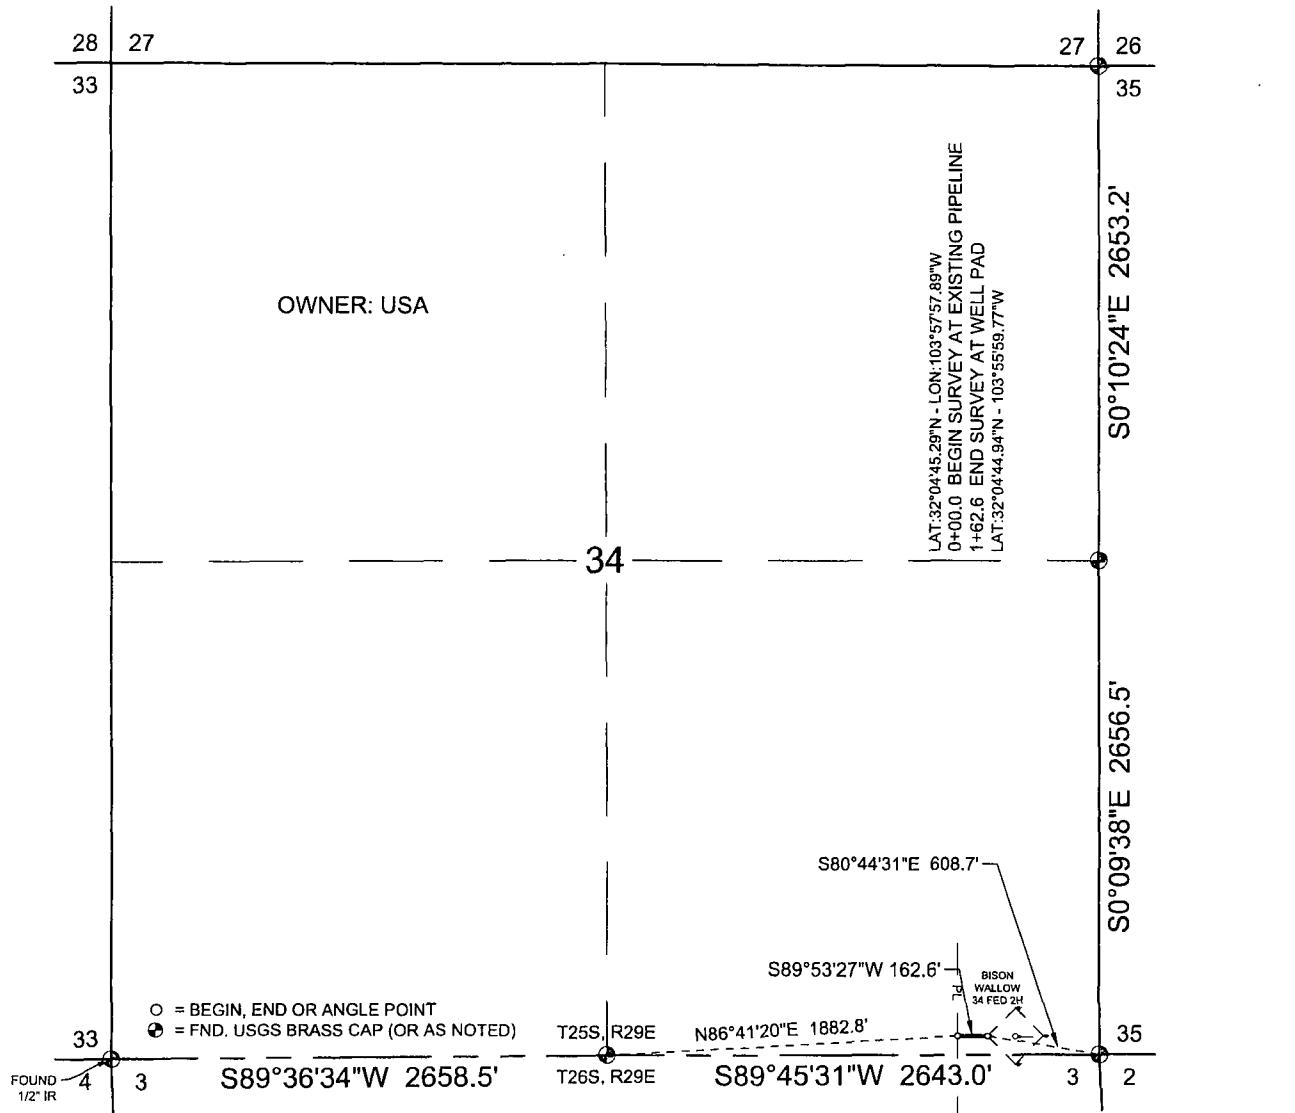 28 27
27 26
33
35
LAT:32°04'45.29"N - LON:103°57'57.89"W
0+00.0 BEGIN SURVEY AT EXISTING PIPELINE
1+62.6 END SURVEY AT WELL PAD
LAT:32°04'44.94"N - 103°55'59.77"W
S0°10'24"E 2653.2'
OWNER: USA
34
S0°09'38"E 2656.5'
S80°44'31"E 608.7'
S89°53'27"W 162.6'
BISON
WALLOW
34 FED 2H
PL
= BEGIN, END OR ANGLE POINT
= FND. USGS BRASS CAP (OR AS NOTED)
T25S, R29E
N86°41'20"E 1882.8'
33
35
FOUND
1/2" IR
4 3
S89°36'34"W 2658.5'
T26S, R29E
S89°45'31"W 2643.0'
3 2